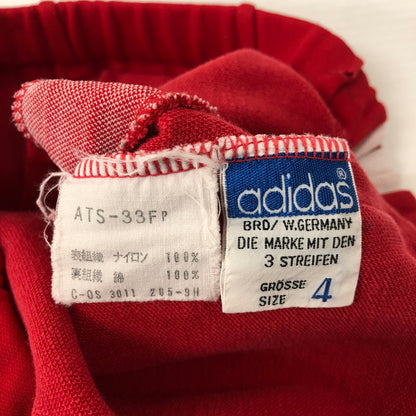 ATS-33FP
表組織 ナイロン 100%
裏組織 綿 100%
C-OS 3011 205-9H
adidas®
BRD/W.GERMANY
DIE MARKE MIT DEN
3 STREIFEN
GRÖSSE
SIZE 4